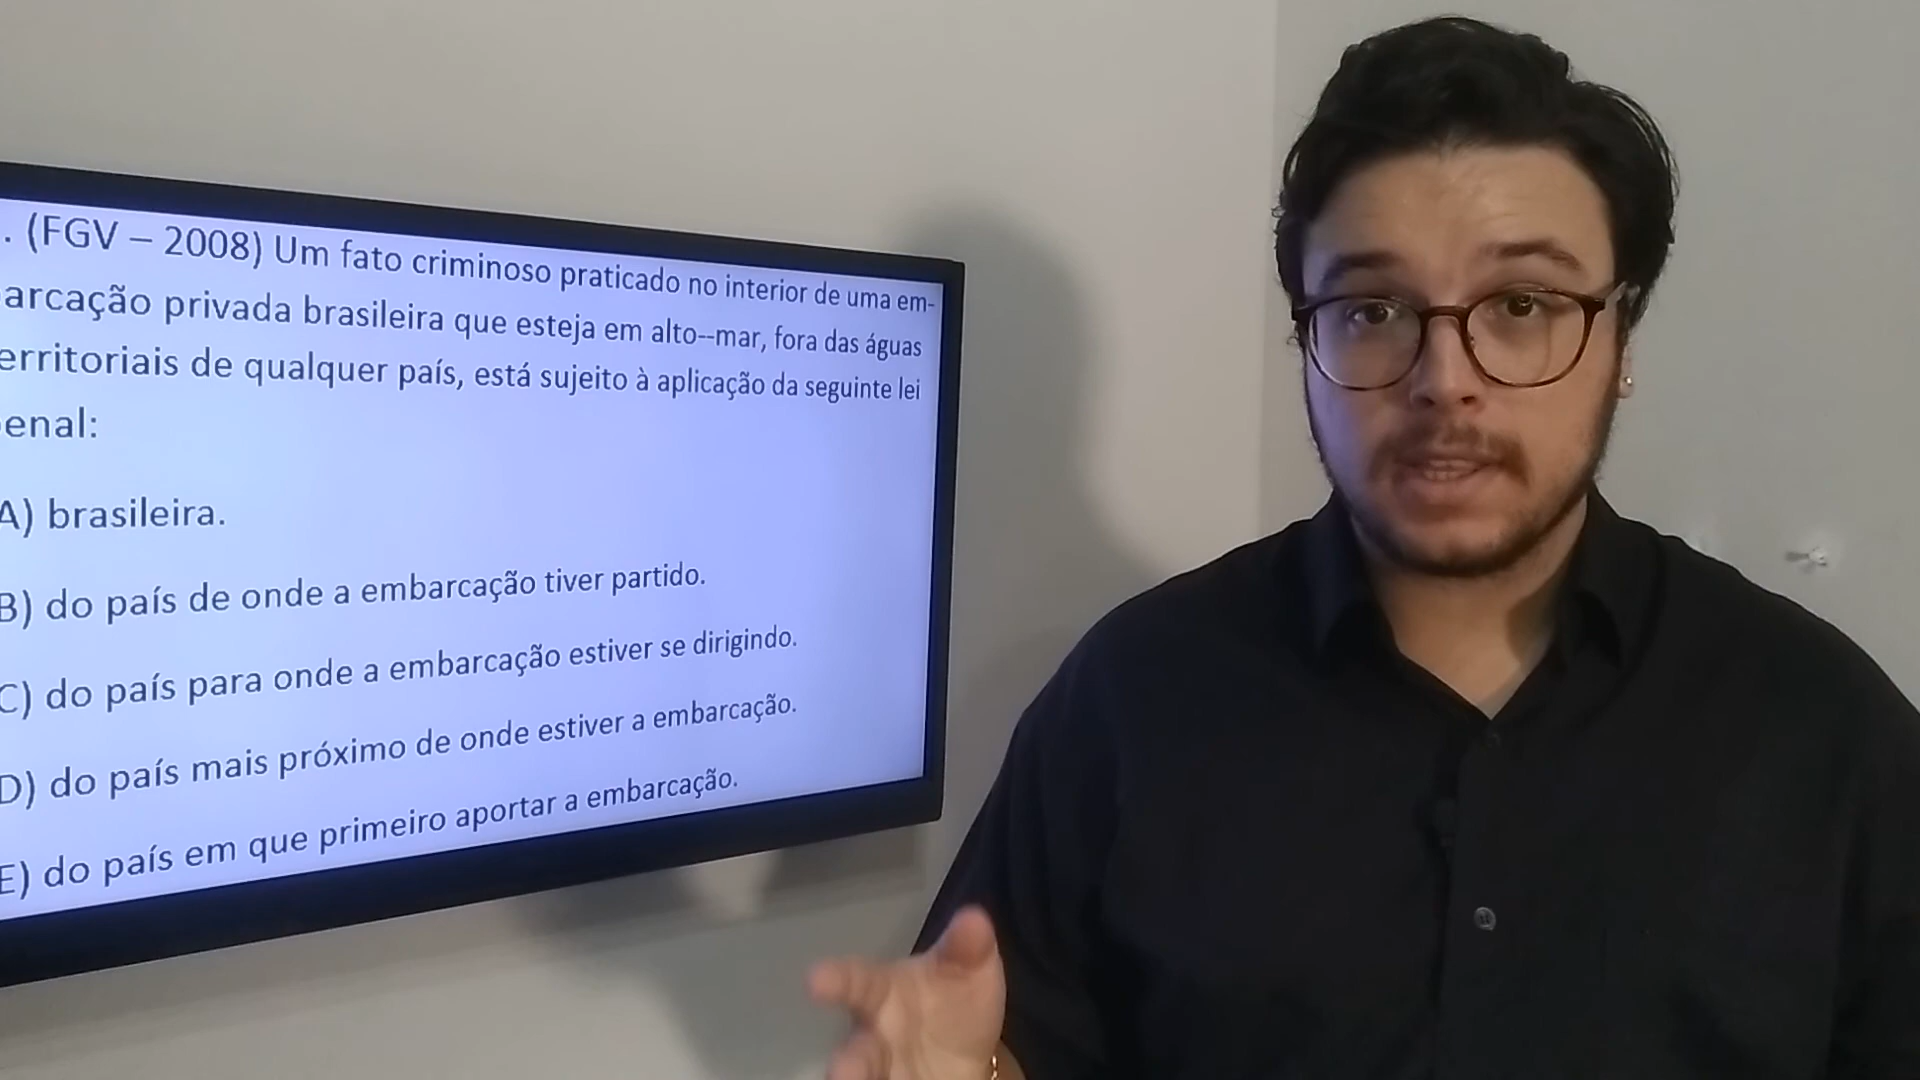 . (FGV – 2008) Um fato criminoso praticado no interior de uma em-
arcação privada brasileira que esteja em alto--mar, fora das águas
erritoriais de qualquer país, está sujeito à aplicação da seguinte lei
enal:
A) brasileira.
B) do país de onde a embarcação tiver partido.
C) do país para onde a embarcação estiver se dirigindo.
D) do país mais próximo de onde estiver a embarcação.
E) do país em que primeiro aportar a embarcação.